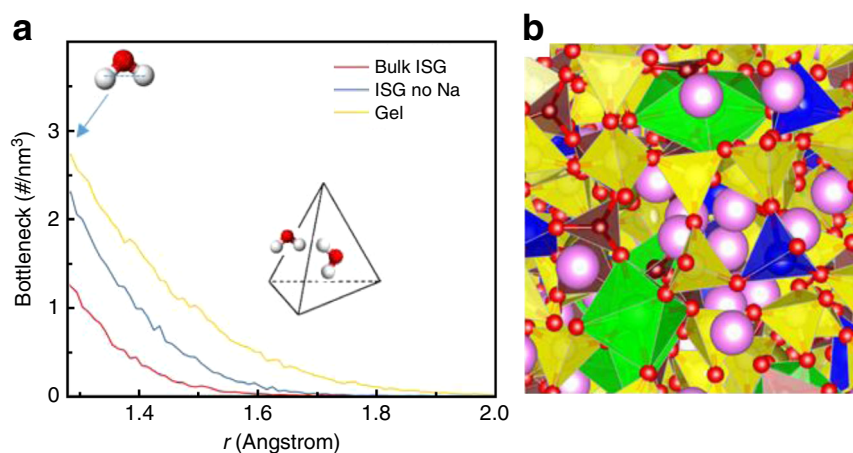 a
Bulk ISG
ISG no Na
Gel
Bottleneck (#/nm³)
3
2
1
0
1.4
1.6
1.8
2.0
r (Angstrom)
b